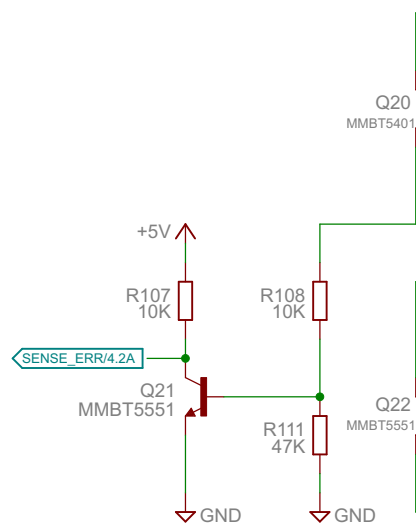 Q20
MMBT5401
+5V
R107
10K
R108
10K
SENSE_ERR/4.2A
Q21
MMBT5551
Q22
MMBT5551
R111
47K
GND
GND